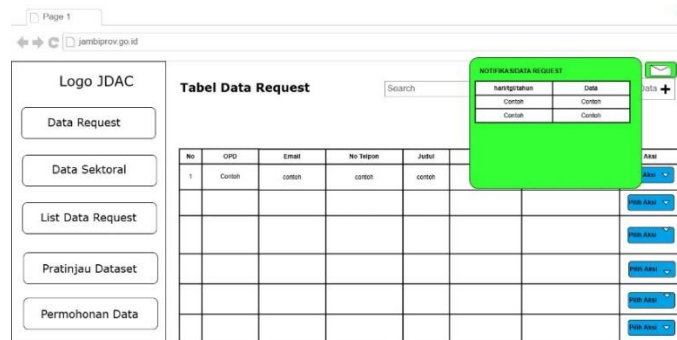 Page 1
jambiprov.go.id
Logo JDAC
Data Request
Data Sektoral
List Data Request
Pratinjau Dataset
Permohonan Data
Tabel Data Request
Search
Data
NOTIFIKASI DATA REQUEST
hari/tgl/tahun Data
Contoh Contoh
Contoh Contoh
No OPD Email No Telpon Judul Aksi
1 Contoh contoh contoh contoh Aksi
Pilih Aksi
Pilih Aksi
Pilih Aksi
Pilih Aksi
Pilih Aksi